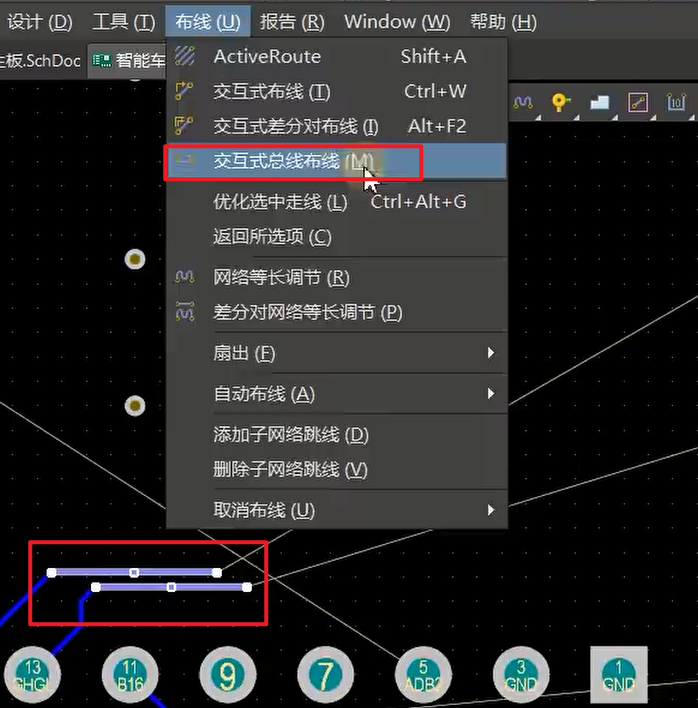 设计 (D) 工具 (T) 布线 (U) 报告 (R) Window (W) 帮助 (H)
主板.SchDoc 智能车
ActiveRoute Shift+A
交互式布线 (T) Ctrl+W
交互式差分对布线 (I) Alt+F2
交互式总线布线 (M)
优化选中走线 (L) Ctrl+Alt+G
返回所选项 (C)
网络等长调节 (R)
差分对网络等长调节 (P)
扇出 (F)
自动布线 (A)
添加子网络跳线 (D)
删除子网络跳线 (V)
取消布线 (U)
13 11 9 7 5 3 1
GHGL B16 ADB2 GND GND